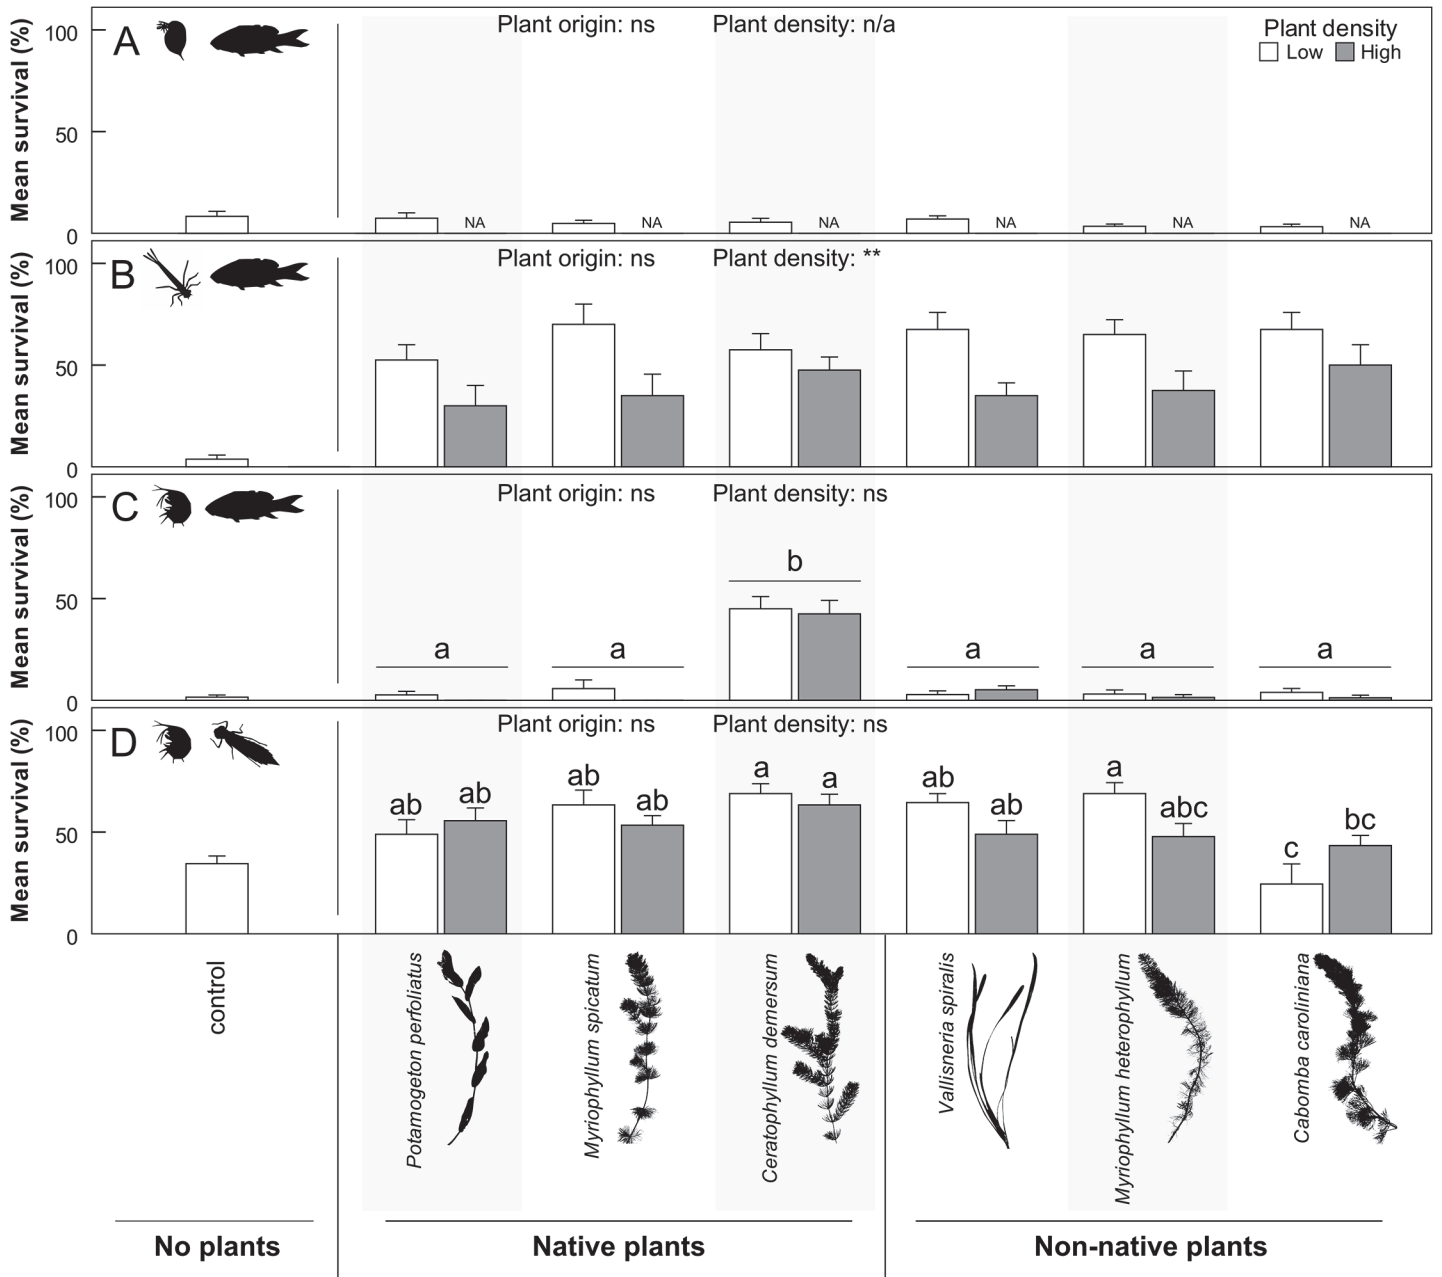 Mean survival (%)
100
50
0
A
Plant origin: ns
Plant density: n/a
Plant density
Low
High
NA
NA
NA
NA
NA
NA
Mean survival (%)
100
50
0
B
Plant origin: ns
Plant density: **
Mean survival (%)
100
50
0
C
Plant origin: ns
Plant density: ns
a
a
b
a
a
a
Mean survival (%)
100
50
0
D
Plant origin: ns
Plant density: ns
ab
ab
ab
ab
a
a
ab
ab
a
abc
c
bc
control
Potamogeton perfoliatus
Myriophyllum spicatum
Ceratophyllum demersum
Vallisneria spiralis
Myriophyllum heterophyllum
Cabomba caroliniana
No plants
Native plants
Non-native plants